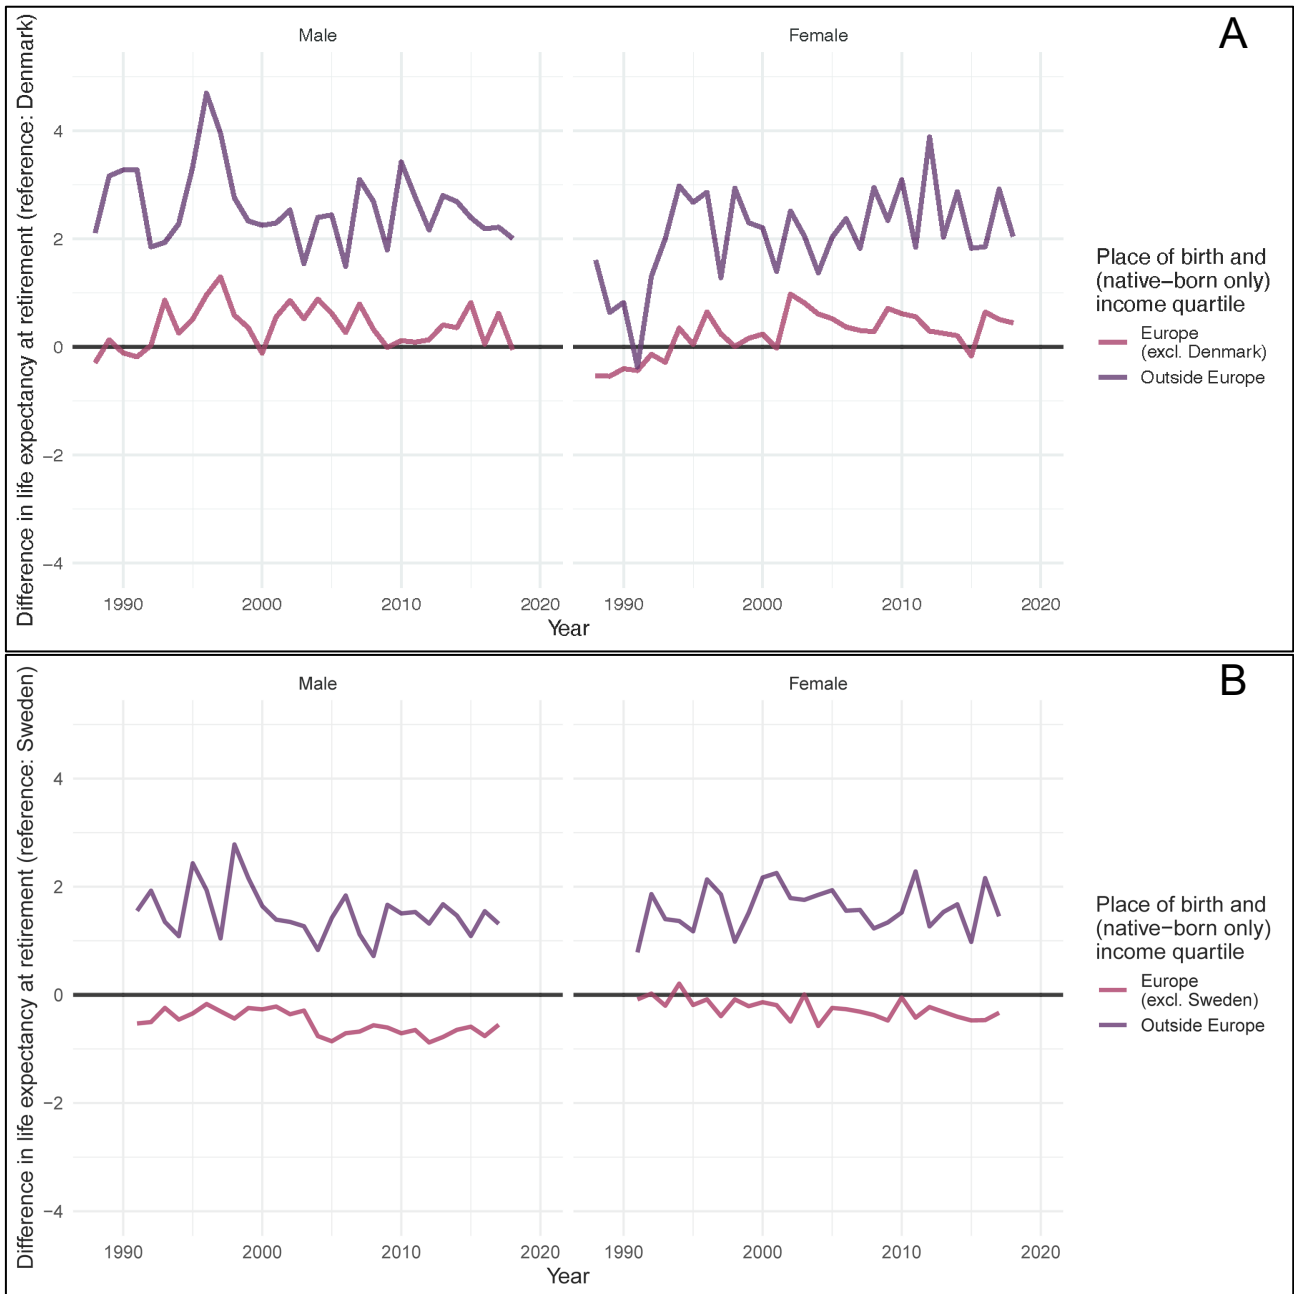 A
Male
Female
Difference in life expectancy at retirement (reference: Denmark)
4
2
0
−2
−4
1990
2000
2010
2020
1990
2000
2010
2020
Year
Place of birth and
(native−born only)
income quartile
Europe
(excl. Denmark)
Outside Europe
B
Male
Female
Difference in life expectancy at retirement (reference: Sweden)
4
2
0
−2
−4
1990
2000
2010
2020
1990
2000
2010
2020
Year
Place of birth and
(native−born only)
income quartile
Europe
(excl. Sweden)
Outside Europe